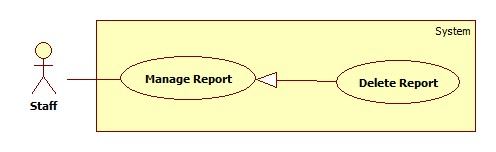 System
Manage Report
Delete Report
Staff